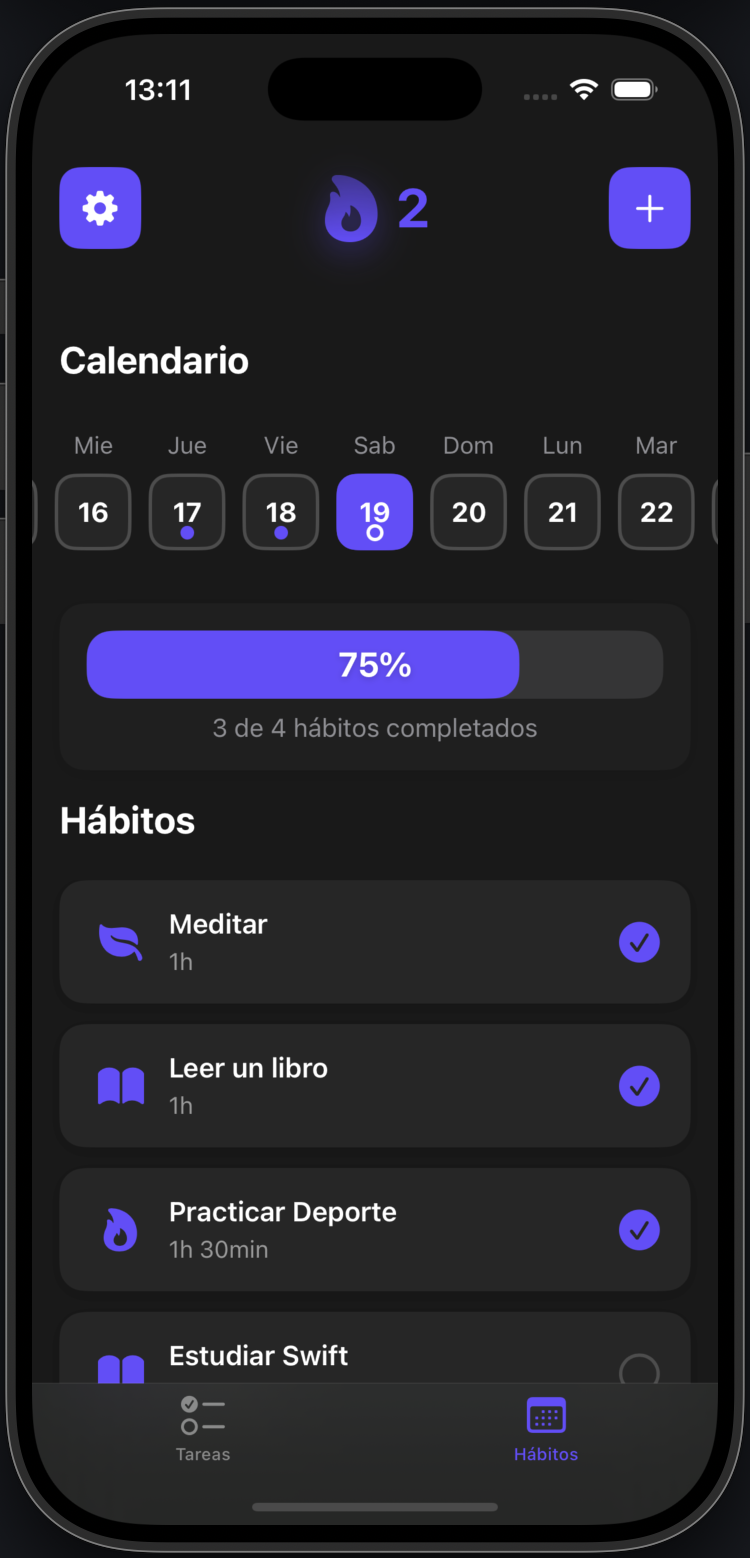 13:11
2
Calendario
Mie Jue Vie Sab Dom Lun Mar
16 17 18 19 20 21 22
75%
3 de 4 hábitos completados
Hábitos
Meditar
1h
Leer un libro
1h
Practicar Deporte
1h 30min
Estudiar Swift
Tareas Hábitos